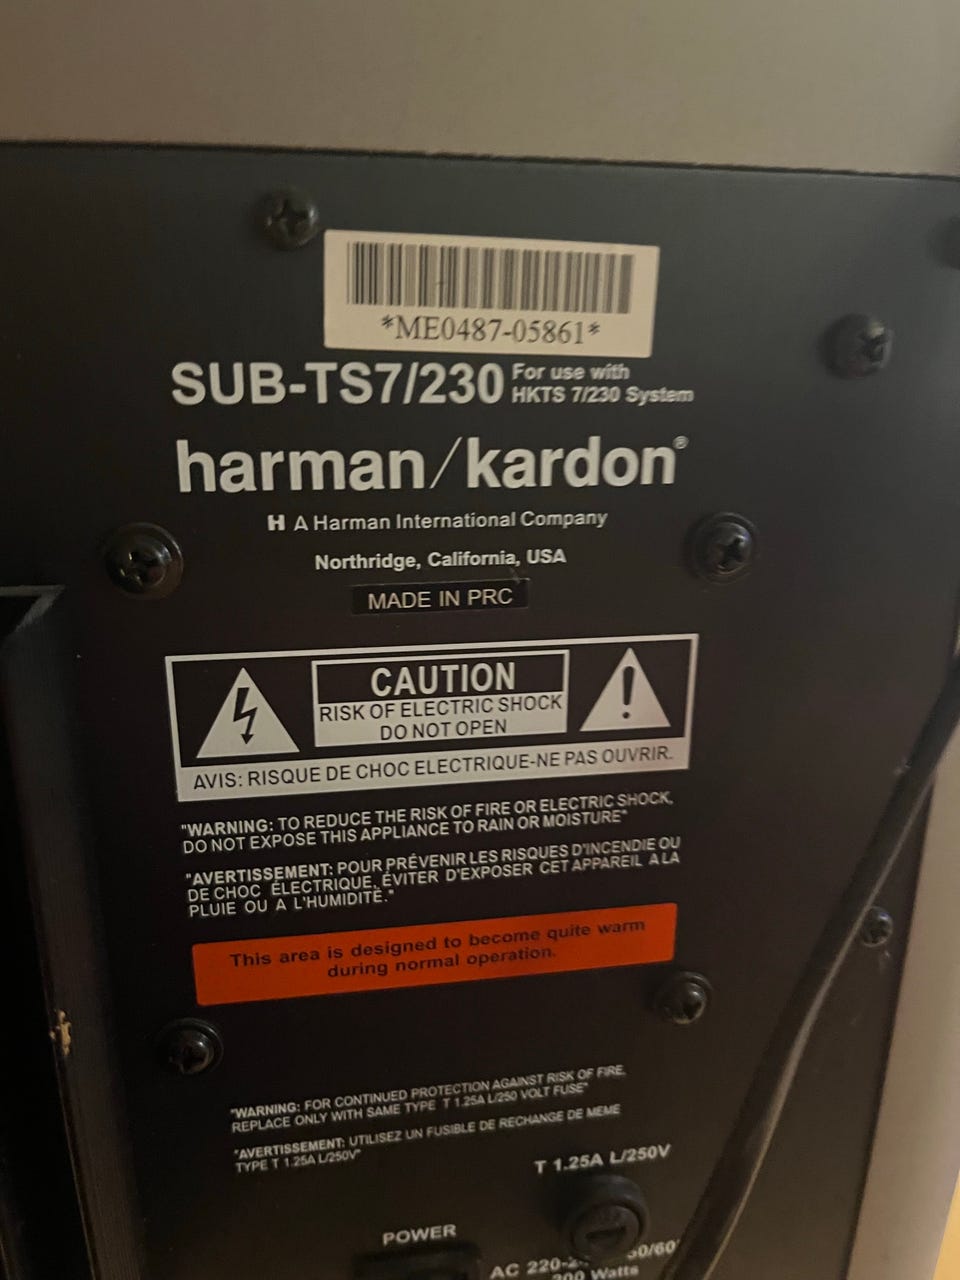 *ME0487-05861*
SUB-TS7/230 For use with
HKTS 7/230 System
harman/kardon®
H A Harman International Company
Northridge, California, USA
MADE IN PRC
CAUTION
RISK OF ELECTRIC SHOCK
DO NOT OPEN
AVIS: RISQUE DE CHOC ELECTRIQUE-NE PAS OUVRIR.
"WARNING: TO REDUCE THE RISK OF FIRE OR ELECTRIC SHOCK,
DO NOT EXPOSE THIS APPLIANCE TO RAIN OR MOISTURE"
"AVERTISSEMENT: POUR PRÉVENIR LES RISQUES D'INCENDIE OU
DE CHOC ÉLECTRIQUE, ÉVITER D'EXPOSER CET APPAREIL A LA
PLUIE OU A L'HUMIDITÉ."
This area is designed to become quite warm
during normal operation.
"WARNING: FOR CONTINUED PROTECTION AGAINST RISK OF FIRE,
REPLACE ONLY WITH SAME TYPE T 1.25A L/250 VOLT FUSE"
"AVERTISSEMENT: UTILISEZ UN FUSIBLE DE RECHANGE DE MEME
TYPE T 1.25A L/250V"
T 1.25A L/250V
POWER
AC 220-
200 Watts